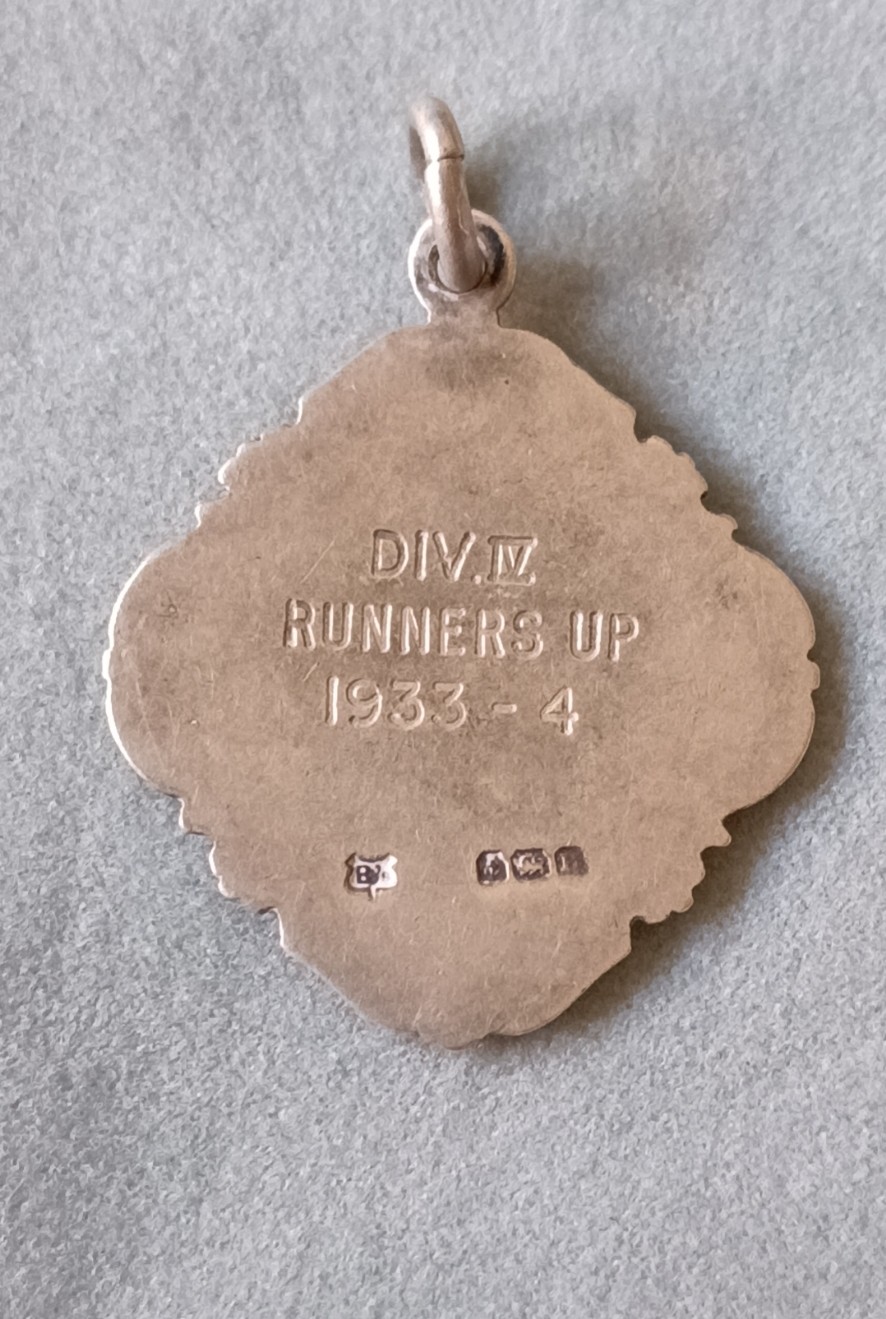 DIV.IV
RUNNERS UP
1933 - 4